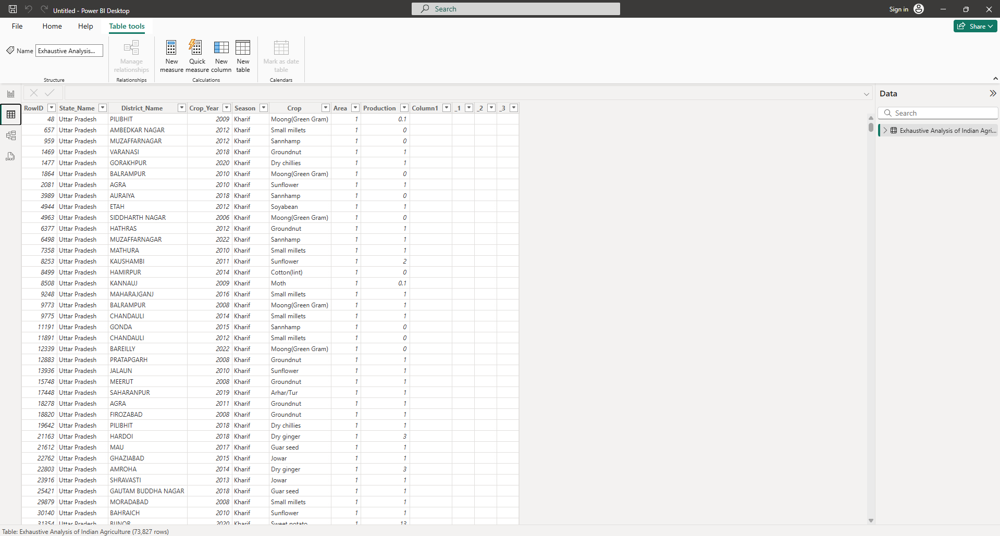 Untitled - Power BI Desktop
Search
Sign in
File Home Help Table tools
Share
Name Exhaustive Analysis...
Manage relationships
New measure
Quick measure
New column
New table
Mark as date table
Structure Relationships Calculations Calendars
DAX
Data
Search
Exhaustive Analysis of Indian Agri...
RowID State_Name District_Name Crop_Year Season Crop Area Production Column1 _1 _2 _3
48 Uttar Pradesh PILIBHIT 2009 Kharif Moong(Green Gram) 1 0.1
657 Uttar Pradesh AMBEDKAR NAGAR 2012 Kharif Small millets 1 0
959 Uttar Pradesh MUZAFFARNAGAR 2012 Kharif Sannhamp 1 0
1469 Uttar Pradesh VARANASI 2018 Kharif Groundnut 1 1
1477 Uttar Pradesh GORAKHPUR 2020 Kharif Dry chillies 1 1
1864 Uttar Pradesh BALRAMPUR 2010 Kharif Moong(Green Gram) 1 0
2081 Uttar Pradesh AGRA 2010 Kharif Sunflower 1 1
3989 Uttar Pradesh AURAIYA 2018 Kharif Sannhamp 1 0
4944 Uttar Pradesh ETAH 2012 Kharif Soyabean 1 1
4963 Uttar Pradesh SIDDHARTH NAGAR 2006 Kharif Moong(Green Gram) 1 0
6377 Uttar Pradesh HATHRAS 2012 Kharif Groundnut 1 1
6498 Uttar Pradesh MUZAFFARNAGAR 2022 Kharif Sannhamp 1 1
7358 Uttar Pradesh MATHURA 2010 Kharif Small millets 1 1
8253 Uttar Pradesh KAUSHAMBI 2011 Kharif Sunflower 1 2
8499 Uttar Pradesh HAMIRPUR 2014 Kharif Cotton(lint) 1 0
8508 Uttar Pradesh KANNAUJ 2009 Kharif Moth 1 0.1
9248 Uttar Pradesh MAHARAJGANJ 2016 Kharif Small millets 1 1
9773 Uttar Pradesh BALRAMPUR 2008 Kharif Moong(Green Gram) 1 1
9775 Uttar Pradesh CHANDAULI 2014 Kharif Small millets 1 1
11191 Uttar Pradesh GONDA 2015 Kharif Sannhamp 1 0
11891 Uttar Pradesh CHANDAULI 2012 Kharif Small millets 1 0
12339 Uttar Pradesh BAREILLY 2022 Kharif Moong(Green Gram) 1 0
12883 Uttar Pradesh PRATAPGARH 2008 Kharif Groundnut 1 1
13936 Uttar Pradesh JALAUN 2010 Kharif Sunflower 1 1
15748 Uttar Pradesh MEERUT 2008 Kharif Groundnut 1 1
17448 Uttar Pradesh SAHARANPUR 2019 Kharif Arhar/Tur 1 1
18278 Uttar Pradesh AGRA 2011 Kharif Groundnut 1 1
18820 Uttar Pradesh FIROZABAD 2008 Kharif Groundnut 1 1
19642 Uttar Pradesh PILIBHIT 2018 Kharif Dry chillies 1 1
21163 Uttar Pradesh HARDOI 2018 Kharif Dry ginger 1 3
21612 Uttar Pradesh MAU 2017 Kharif Guar seed 1 1
22762 Uttar Pradesh GHAZIABAD 2015 Kharif Jowar 1 1
22803 Uttar Pradesh AMROHA 2014 Kharif Dry ginger 1 3
23916 Uttar Pradesh SHRAVASTI 2013 Kharif Jowar 1 1
25421 Uttar Pradesh GAUTAM BUDDHA NAGAR 2018 Kharif Guar seed 1 1
29879 Uttar Pradesh MORADABAD 2008 Kharif Small millets 1 1
30140 Uttar Pradesh BAHRAICH 2010 Kharif Sunflower 1 1
31354 Uttar Pradesh BIJNOR 2020 Kharif Sweet potato 1 13
Table: Exhaustive Analysis of Indian Agriculture (73,827 rows)